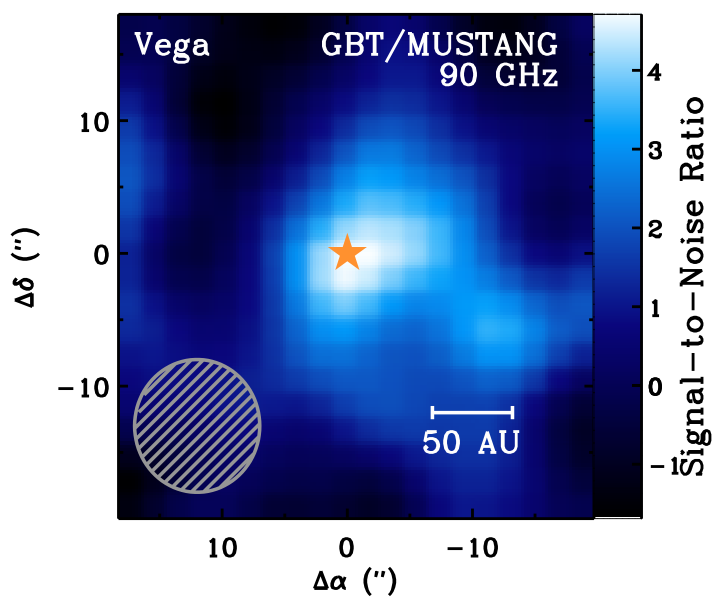 Vega
GBT/MUSTANG
90 GHz
10
0
−10
Δδ (″)
50 AU
10
0
−10
Δα (″)
4
3
2
1
0
−1
Signal−to−Noise Ratio